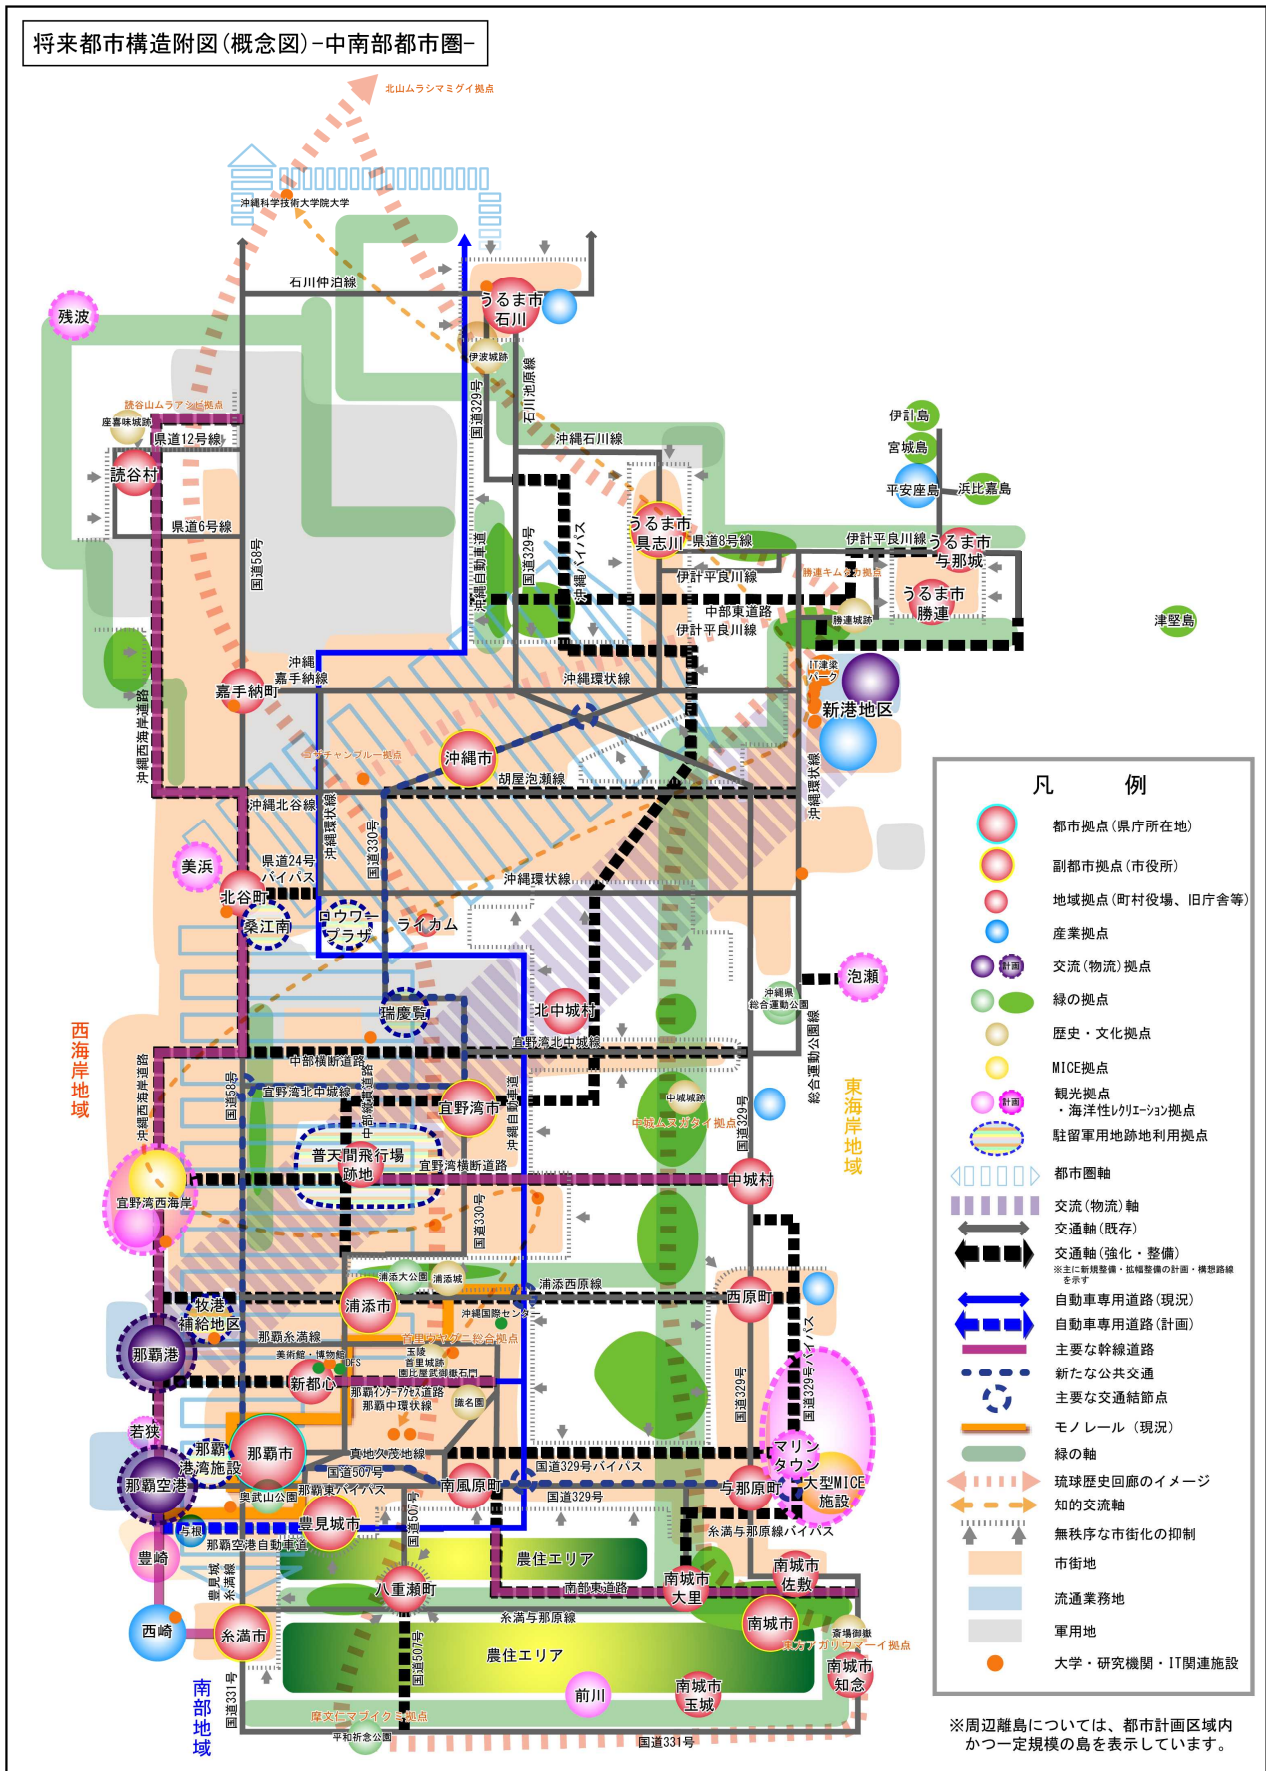 将来都市構造附図(概念図)-中南部都市圏-
北山ムラシマミグイ拠点
沖縄科学技術大学院大学
石川仲泊線
うるま市
石川
残波
伊波城跡
国道329号
石川池原線
読谷山ムラアシビ拠点
座喜味城跡
県道12号線
読谷村
県道6号線
国道58号
沖縄石川線
伊計島
宮城島
平安座島
浜比嘉島
うるま市
具志川
県道8号線
伊計平良川線
うるま市
与那城
伊計平良川線
勝連キムタカ拠点
うるま市
勝連
沖縄自動車道
国道329号
沖縄バイパス
中部東道路
伊計平良川線
勝連城跡
津堅島
IT津梁
パーク
新港地区
沖縄
嘉手納線
沖縄環状線
嘉手納町
沖縄西海岸道路
沖縄市
胡屋泡瀬線
沖縄環状線
沖縄北谷線
沖縄環状線
国道330号
美浜
県道24号
バイパス
北谷町
沖縄環状線
桑江南
ロウワー
プラザ
ライカム
泡瀬
沖縄県
総合運動公園
瑞慶覧
北中城村
宜野湾北中城線
総合運動公園線
西海岸地域
東海岸地域
中部横断道路
沖縄西海岸道路
国道58号
宜野湾北中城線
中部縦貫道路
宜野湾市
沖縄自動車道
中城城跡
中城ムスガタイ拠点
国道329号
普天間飛行場
跡地
宜野湾横断道路
中城村
宜野湾西海岸
国道330号
浦添大公園
浦添城
浦添西原線
西原町
浦添市
沖縄国際センター
牧港
補給地区
那覇港
那覇糸満線
首里ウヤグニ総合拠点
美術館・博物館
DFS
玉陵
首里城跡
園比屋武御嶽石門
新都心
那覇インターアクセス道路
那覇中環状線
識名園
国道329号
国道329号バイパス
若狭
那覇
港湾施設
那覇市
真地久茂地線
国道507号
国道329号バイパス
マリン
タウン
那覇空港
奥武山公園
那覇東バイパス
南風原町
国道329号
与那原町
大型MICE
施設
与根
豊見城市
国道507号
那覇空港自動車道
糸満与那原線バイパス
豊崎
豊見城
糸満線
農住エリア
八重瀬町
南部東道路
南城市
大里
南城市
佐敷
西崎
糸満市
糸満与那原線
南城市
斎場御嶽
東方アガリウマーイ拠点
国道507号
農住エリア
国道331号
南部地域
前川
南城市
玉城
南城市
知念
摩文仁マブイクミ拠点
平和祈念公園
国道331号
凡　例
都市拠点(県庁所在地)
副都市拠点(市役所)
地域拠点(町村役場、旧庁舎等)
産業拠点
計画
交流(物流)拠点
緑の拠点
歴史・文化拠点
MICE拠点
計画
観光拠点
・海洋性レクリエーション拠点
駐留軍用地跡地利用拠点
都市圏軸
交流(物流)軸
交通軸(既存)
交通軸(強化・整備)
※主に新規整備・拡幅整備の計画・構想路線
を示す
自動車専用道路(現況)
自動車専用道路(計画)
主要な幹線道路
新たな公共交通
主要な交通結節点
モノレール(現況)
緑の軸
琉球歴史回廊のイメージ
知的交流軸
無秩序な市街化の抑制
市街地
流通業務地
軍用地
大学・研究機関・IT関連施設
※周辺離島については、都市計画区域内
かつ一定規模の島を表示しています。